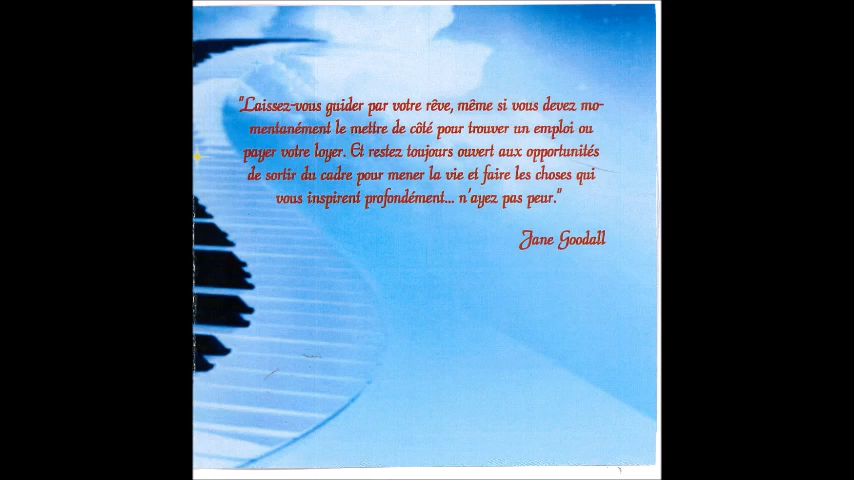 "Laissez-vous guider par votre rêve, même si vous devez mo-
mentanément le mettre de côté pour trouver un emploi ou
payer votre loyer. Et restez toujours ouvert aux opportunités
de sortir du cadre pour mener la vie et faire les choses qui
vous inspirent profondément... n'ayez pas peur."
Jane Goodall